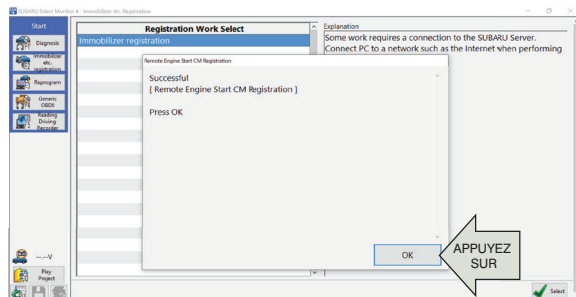 SUBARU Select Monitor 4 - Immobilizer etc. Registration
Start
Diagnosis
Immobilizer
etc.
registration
Reprogram
Generic
OBDII
Reading
Driving
Recorder
--.--V
Play
Project
Registration Work Select
Immobilizer registration
Explanation
Some work requires a connection to the SUBARU Server.
Connect PC to a network such as the Internet when performing
Remote Engine Start CM Registration
Successful
[ Remote Engine Start CM Registration ]
Press OK
OK
APPUYEZ
SUR
Select